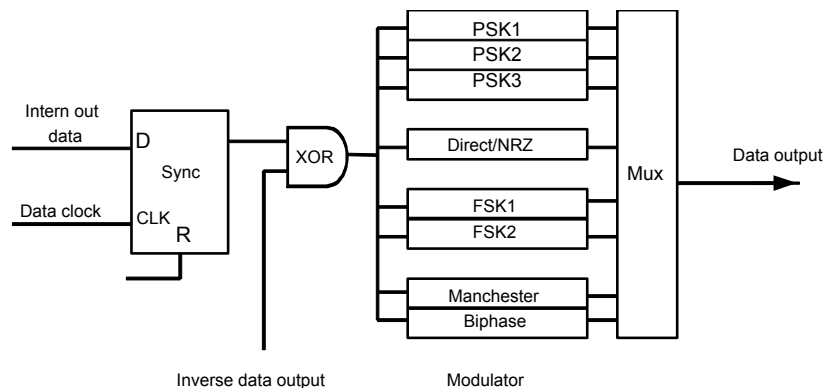 PSK1
PSK2
PSK3
Intern out
data
D
Sync
XOR
Direct/NRZ
Mux
Data output
Data clock
CLK
R
FSK1
FSK2
Manchester
Biphase
Inverse data output
Modulator